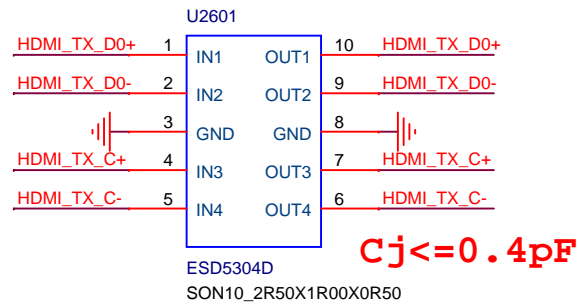 U2601
HDMI_TX_D0+ 1 IN1 OUT1 10 HDMI_TX_D0+
HDMI_TX_D0- 2 IN2 OUT2 9 HDMI_TX_D0-
3 GND GND 8
HDMI_TX_C+ 4 IN3 OUT3 7 HDMI_TX_C+
HDMI_TX_C- 5 IN4 OUT4 6 HDMI_TX_C-
Cj<=0.4pF
ESD5304D
SON10_2R50X1R00X0R50